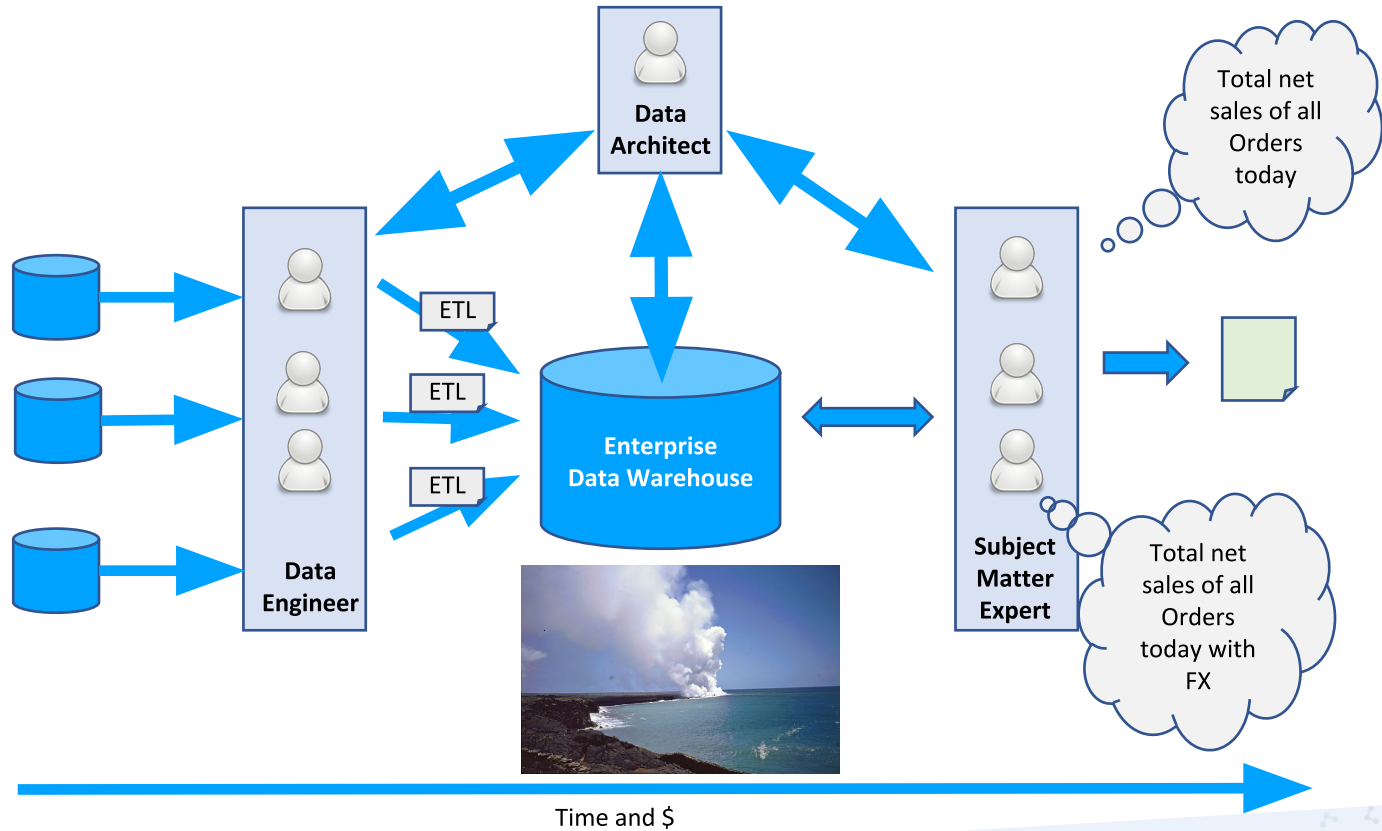 Data
Architect
Total net
sales of all
Orders
today
ETL
ETL
ETL
Enterprise
Data Warehouse
Data
Engineer
Subject
Matter
Expert
Total net
sales of all
Orders
today with
FX
Time and $